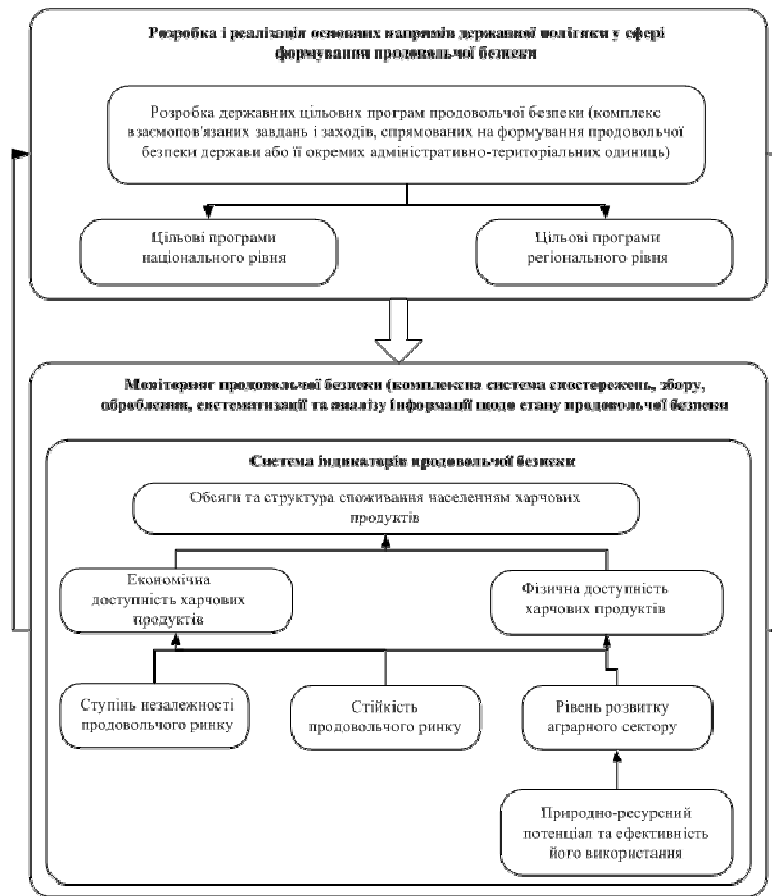 Розробка і реалізація основних напрямів державної політики у сфері
формування продовольчої безпеки
Розробка державних цільових програм продовольчої безпеки (комплекс
взаємопов'язаних завдань і заходів, спрямованих на формування продовольчої
безпеки держави або її окремих адміністративно-територіальних одиниць)
Цільові програми
національного рівня
Цільові програми
регіонального рівня
Моніторинг продовольчої безпеки (комплексна система спостережень, збору,
оброблення, систематизації та аналізу інформації щодо стану продовольчої безпеки
Система індикаторів продовольчої безпеки
Обсяги та структура споживання населенням харчових
продуктів
Економічна
доступність харчових
продуктів
Фізична доступність
харчових продуктів
Ступінь незалежності
продовольчого ринку
Стійкість
продовольчого ринку
Рівень розвитку
аграрного сектору
Природно-ресурсний
потенціал та ефективність
його використання